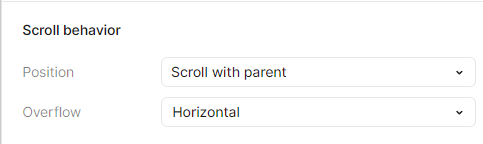 Scroll behavior
Position Scroll with parent
Overflow Horizontal